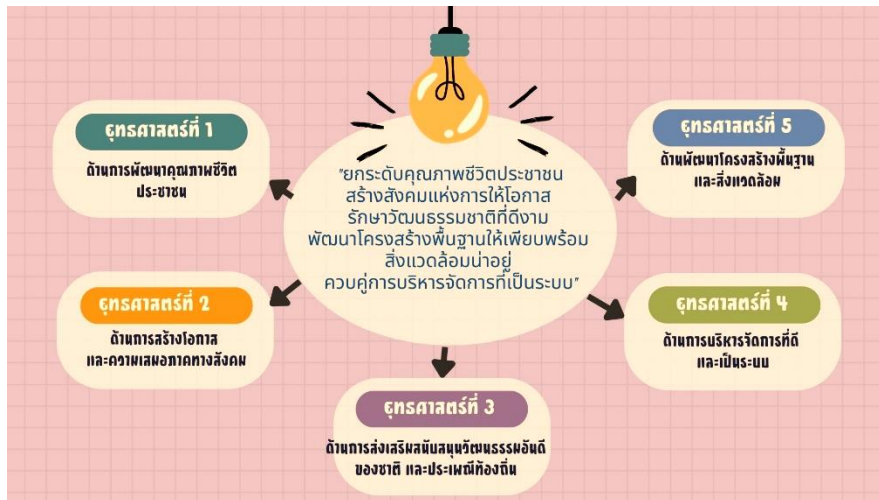 "ยกระดับคุณภาพชีวิตประชาชน
สร้างสังคมแห่งการให้โอกาส
รักษาวัฒนธรรมชาติที่ดีงาม
พัฒนาโครงสร้างพื้นฐานให้เพียบพร้อม
สิ่งแวดล้อมน่าอยู่
ควบคู่การบริหารจัดการที่เป็นระบบ"
ยุทธศาสตร์ที่ 1
ด้านการพัฒนาคุณภาพชีวิต
ประชาชน
ยุทธศาสตร์ที่ 2
ด้านการสร้างโอกาส
และความเสมอภาคทางสังคม
ยุทธศาสตร์ที่ 3
ด้านการส่งเสริมสนับสนุนวัฒนธรรมอันดี
ของชาติ และประเพณีท้องถิ่น
ยุทธศาสตร์ที่ 4
ด้านการบริหารจัดการที่ดี
และเป็นระบบ
ยุทธศาสตร์ที่ 5
ด้านพัฒนาโครงสร้างพื้นฐาน
และสิ่งแวดล้อม